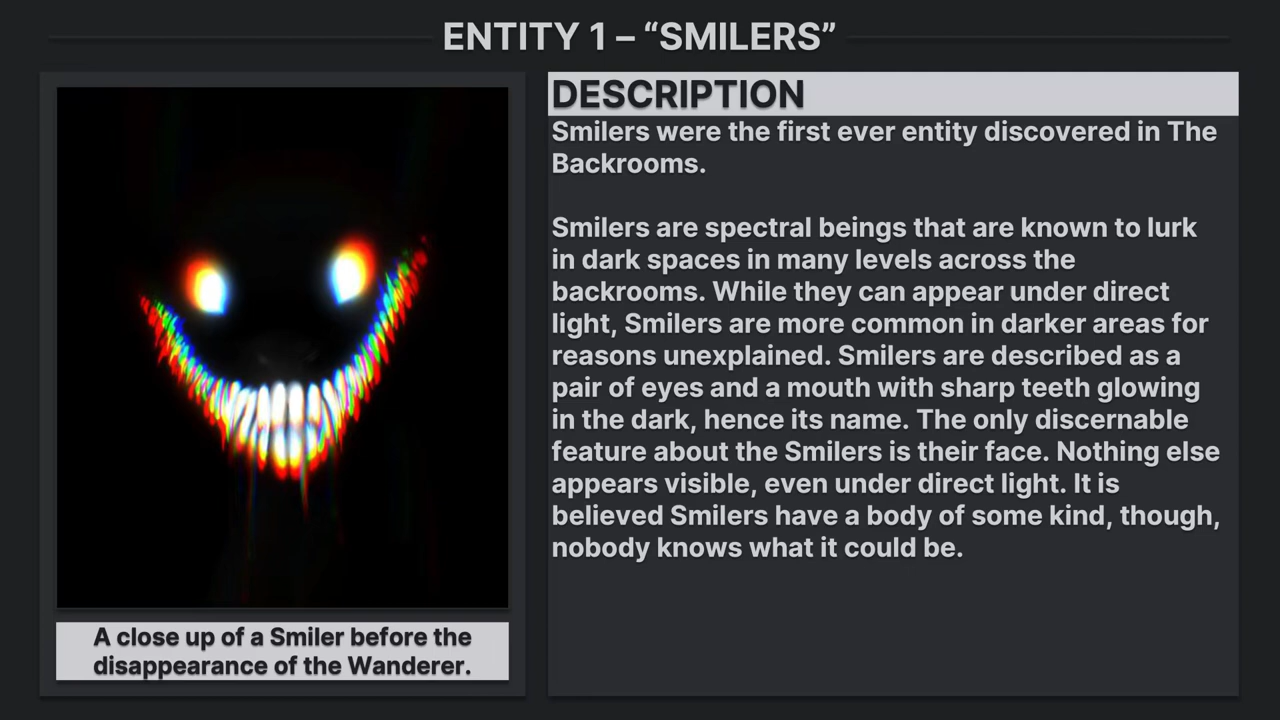 ENTITY 1 – “SMILERS”
DESCRIPTION
Smilers were the first ever entity discovered in The
Backrooms.
Smilers are spectral beings that are known to lurk
in dark spaces in many levels across the
backrooms. While they can appear under direct
light, Smilers are more common in darker areas for
reasons unexplained. Smilers are described as a
pair of eyes and a mouth with sharp teeth glowing
in the dark, hence its name. The only discernable
feature about the Smilers is their face. Nothing else
appears visible, even under direct light. It is
believed Smilers have a body of some kind, though,
nobody knows what it could be.
A close up of a Smiler before the
disappearance of the Wanderer.